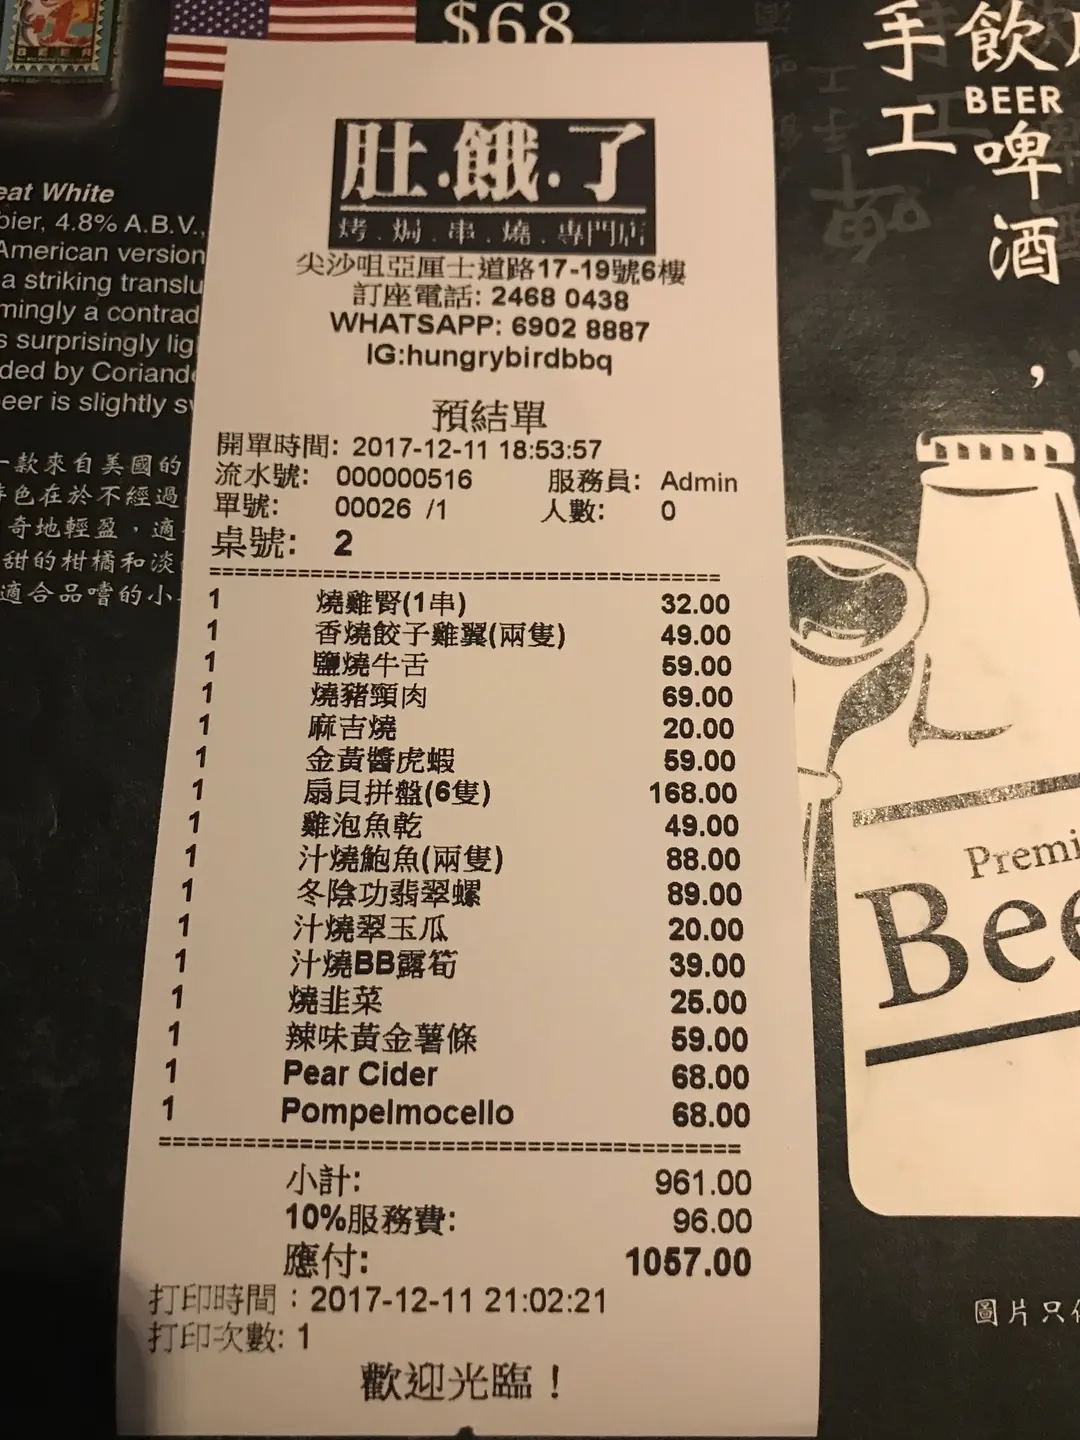 $68
手工
飲
BEER
啤酒
，
eat White
bier, 4.8% A.B.V.,
American version
a striking translu
mingly a contrad
s surprisingly lig
ded by Coriande
eer is slightly sw
一款來自美國的
特色在於不經過
奇地輕盈，適
甜的柑橘和淡
適合品嚐的小
肚.餓.了
烤.焗.串.燒.專門店
尖沙咀亞厘士道路17-19號6樓
訂座電話: 2468 0438
WHATSAPP: 6902 8887
IG:hungrybirdbbq
預結單
開單時間: 2017-12-11 18:53:57
流水號: 000000516 服務員: Admin
單號: 00026 /1 人數: 0
桌號: 2
1 燒雞腎(1串) 32.00
1 香燒餃子雞翼(兩隻) 49.00
1 鹽燒牛舌 59.00
1 燒豬頸肉 69.00
1 麻吉燒 20.00
1 金黃醬虎蝦 59.00
1 扇貝拼盤(6隻) 168.00
1 雞泡魚乾 49.00
1 汁燒鮑魚(兩隻) 88.00
1 冬陰功翡翠螺 89.00
1 汁燒翠玉瓜 20.00
1 汁燒BB露筍 39.00
1 燒韭菜 25.00
1 辣味黃金薯條 59.00
1 Pear Cider 68.00
1 Pompelmocello 68.00
小計: 961.00
10%服務費: 96.00
應付: 1057.00
打印時間：2017-12-11 21:02:21
打印次數: 1
歡迎光臨！
Premi
Bee
圖片只